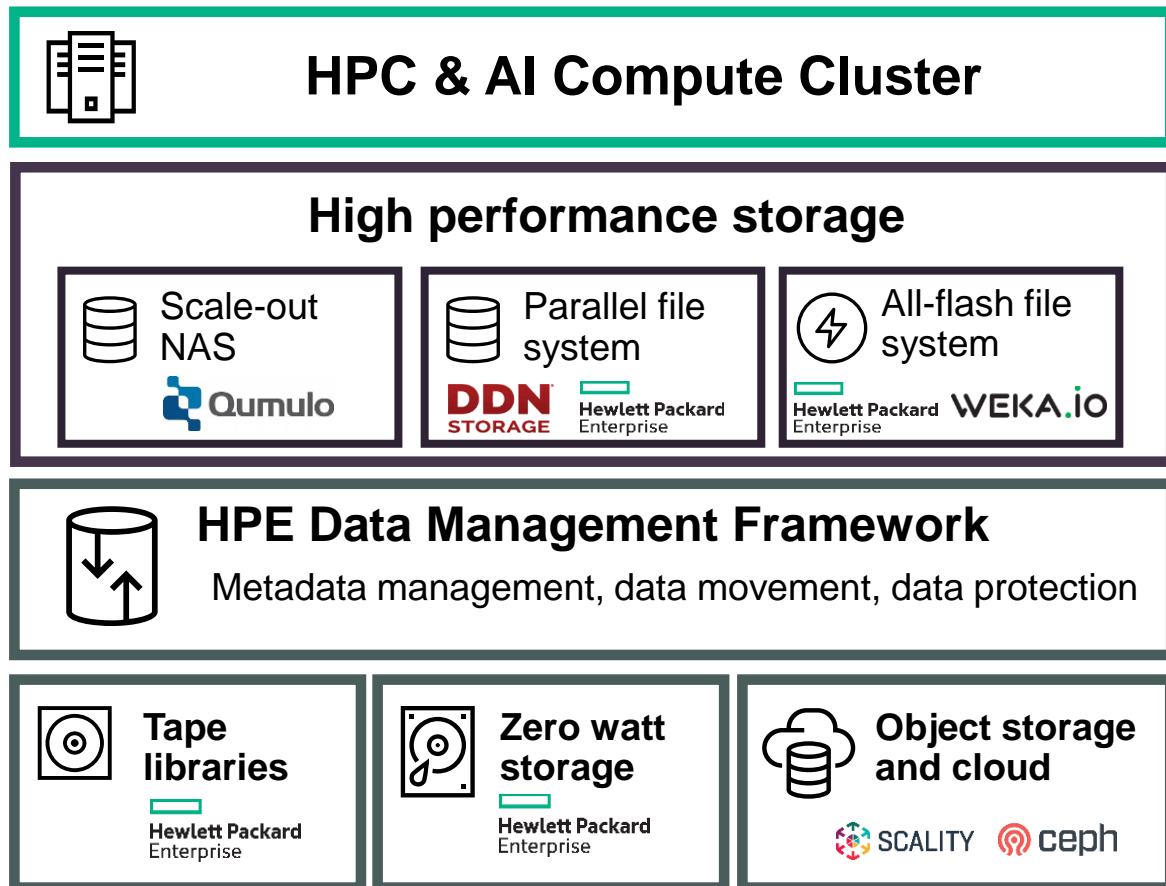 HPC & AI Compute Cluster
High performance storage
Scale-out
NAS
Qumulo
Parallel file
system
DDN
STORAGE
Hewlett Packard
Enterprise
All-flash file
system
Hewlett Packard
Enterprise
WEKA.iO
HPE Data Management Framework
Metadata management, data movement, data protection
Tape
libraries
Hewlett Packard
Enterprise
Zero watt
storage
Hewlett Packard
Enterprise
Object storage
and cloud
SCALITY
ceph